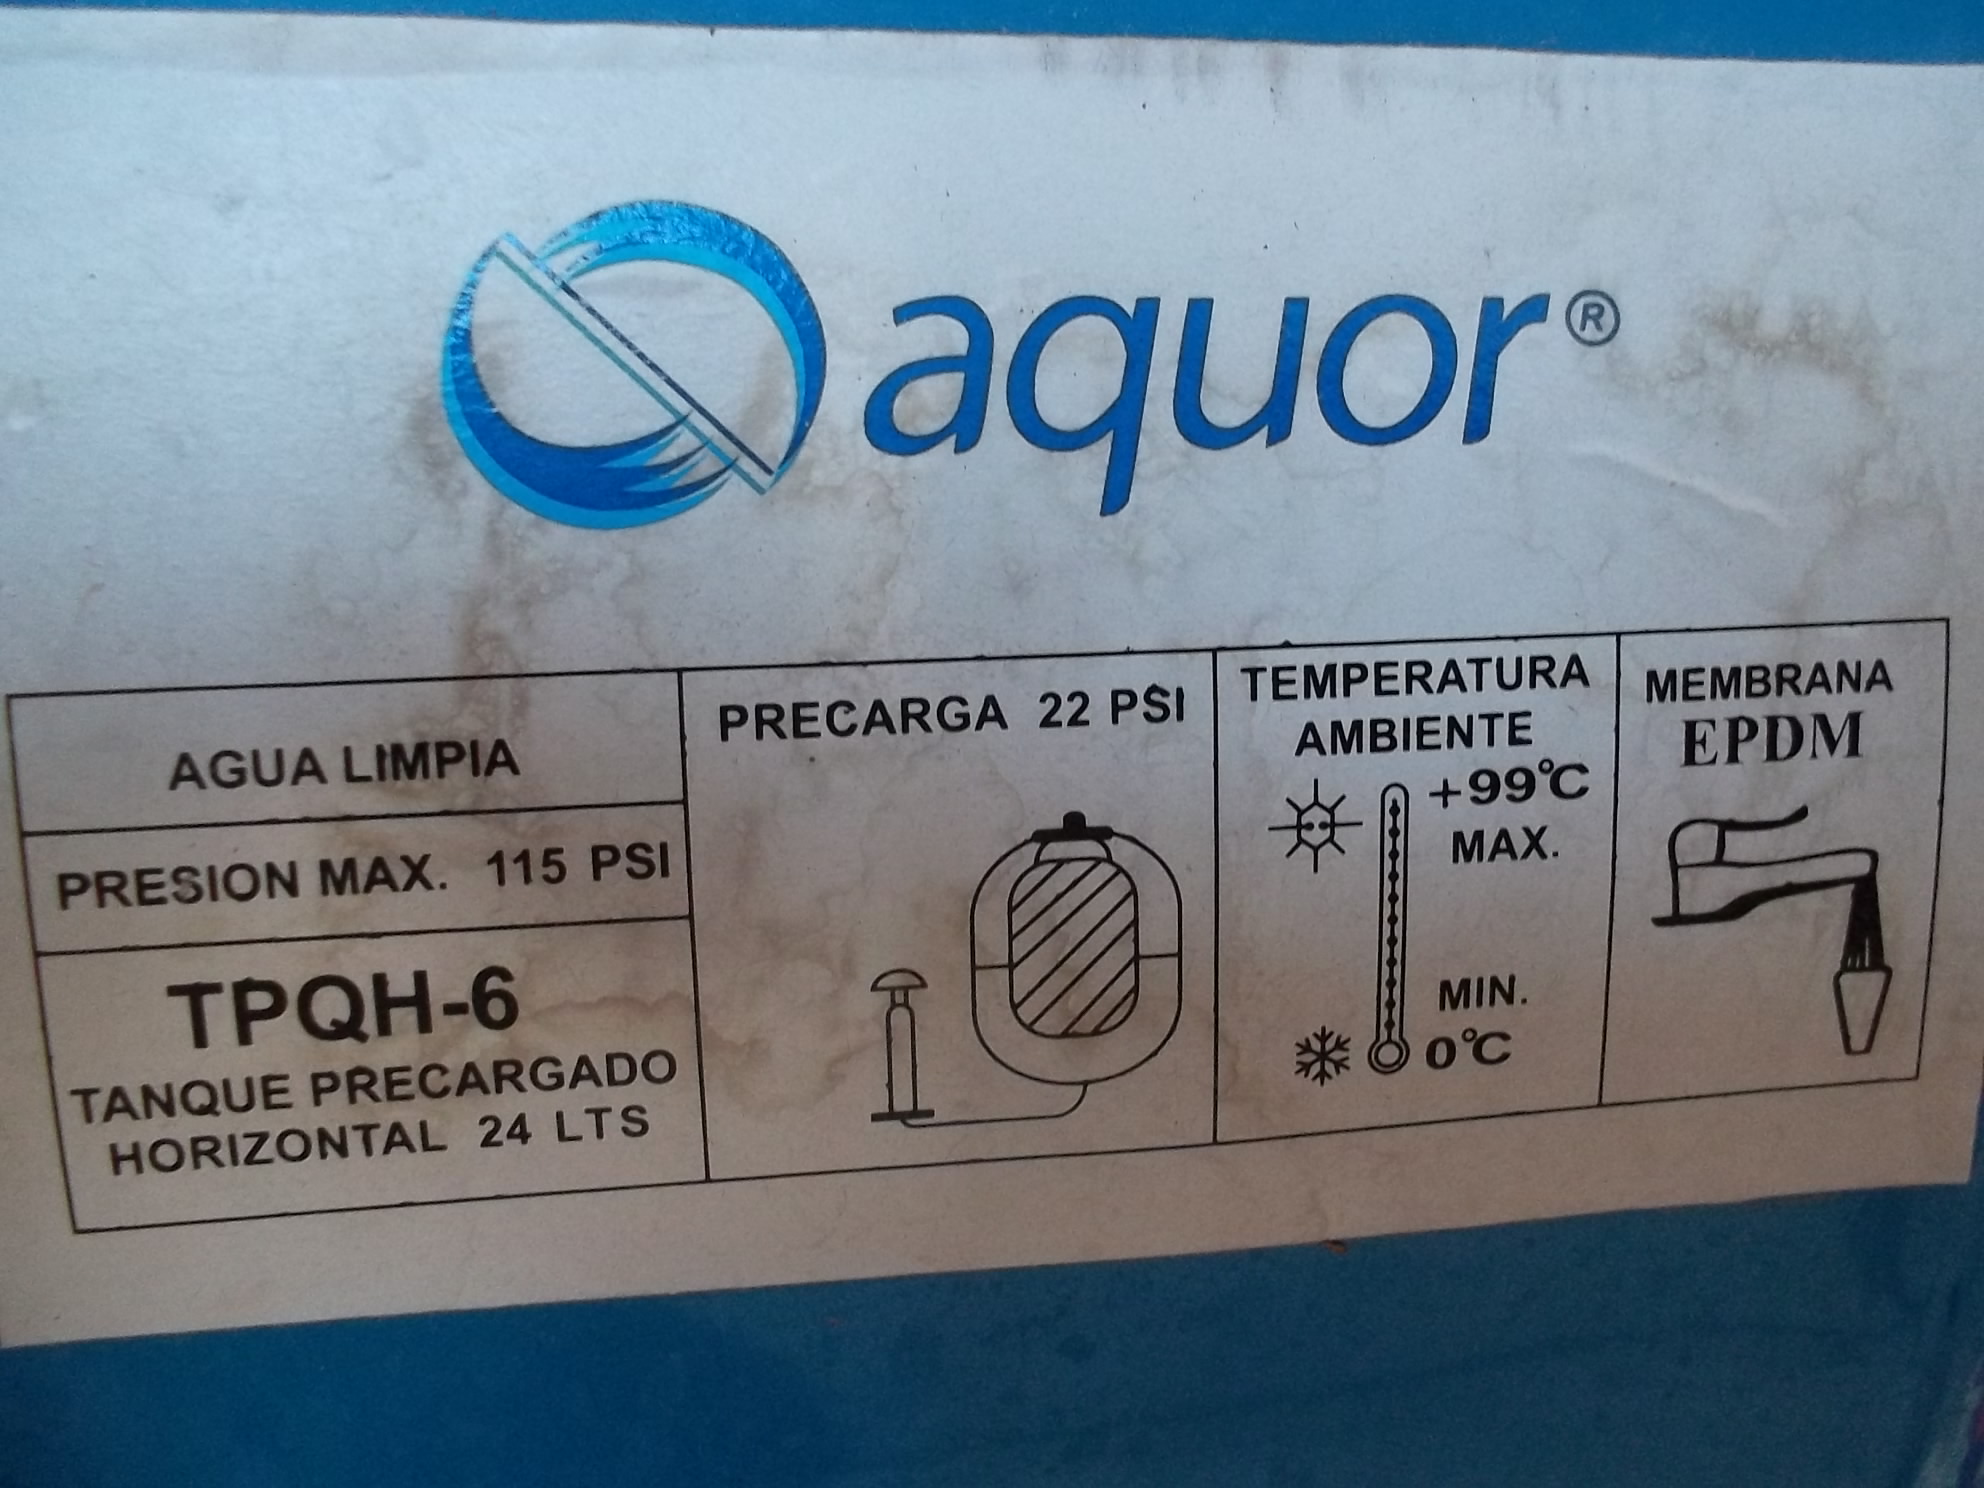 aquor®
AGUA LIMPIA
PRESION MAX. 115 PSI
TPQH-6
TANQUE PRECARGADO
HORIZONTAL 24 LTS
PRECARGA 22 PSI
TEMPERATURA
AMBIENTE
+99°C
MAX.
MIN.
0°C
MEMBRANA
EPDM